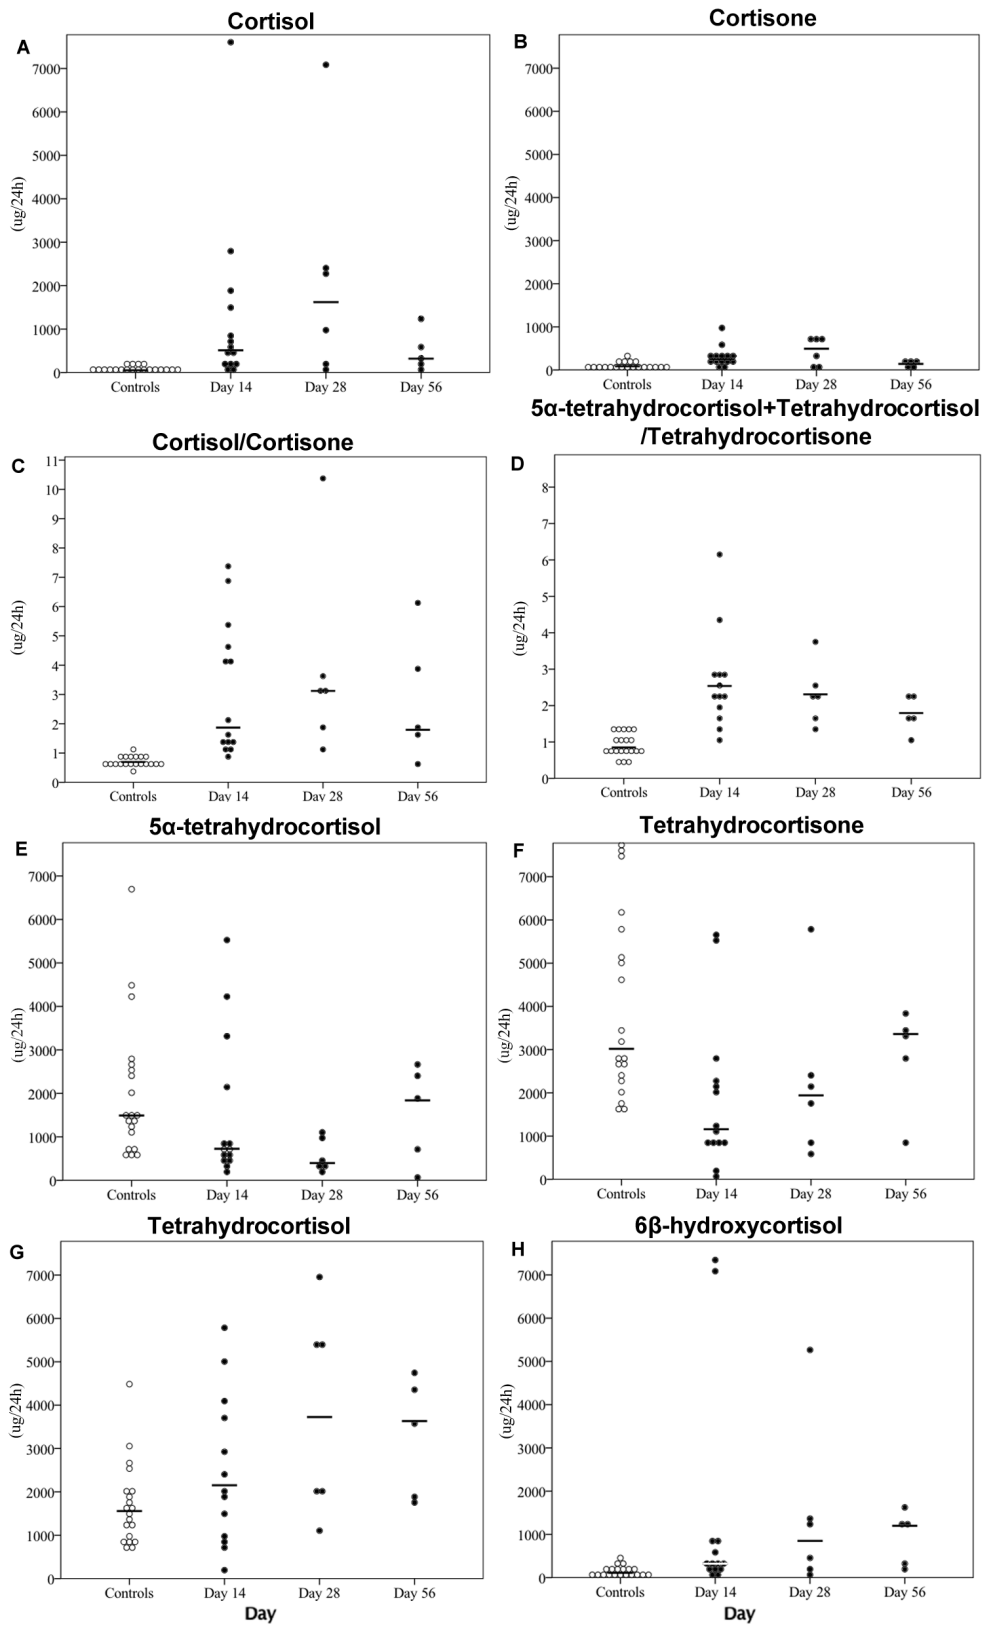 Cortisol
A
7000
6000
5000
4000
3000
2000
1000
0
(ug/24h)
Controls Day 14 Day 28 Day 56
Cortisone
B
7000
6000
5000
4000
3000
2000
1000
0
(ug/24h)
Controls Day 14 Day 28 Day 56
Cortisol/Cortisone
C
11
10
9
8
7
6
5
4
3
2
1
0
(ug/24h)
Controls Day 14 Day 28 Day 56
5α-tetrahydrocortisol+Tetrahydrocortisol
/Tetrahydrocortisone
D
8
7
6
5
4
3
2
1
0
(ug/24h)
Controls Day 14 Day 28 Day 56
5α-tetrahydrocortisol
E
7000
6000
5000
4000
3000
2000
1000
0
(ug/24h)
Controls Day 14 Day 28 Day 56
Tetrahydrocortisone
F
7000
6000
5000
4000
3000
2000
1000
0
(ug/24h)
Controls Day 14 Day 28 Day 56
Tetrahydrocortisol
G
7000
6000
5000
4000
3000
2000
1000
0
(ug/24h)
Controls Day 14 Day 28 Day 56
Day
6β-hydroxycortisol
H
7000
6000
5000
4000
3000
2000
1000
0
(ug/24h)
Controls Day 14 Day 28 Day 56
Day